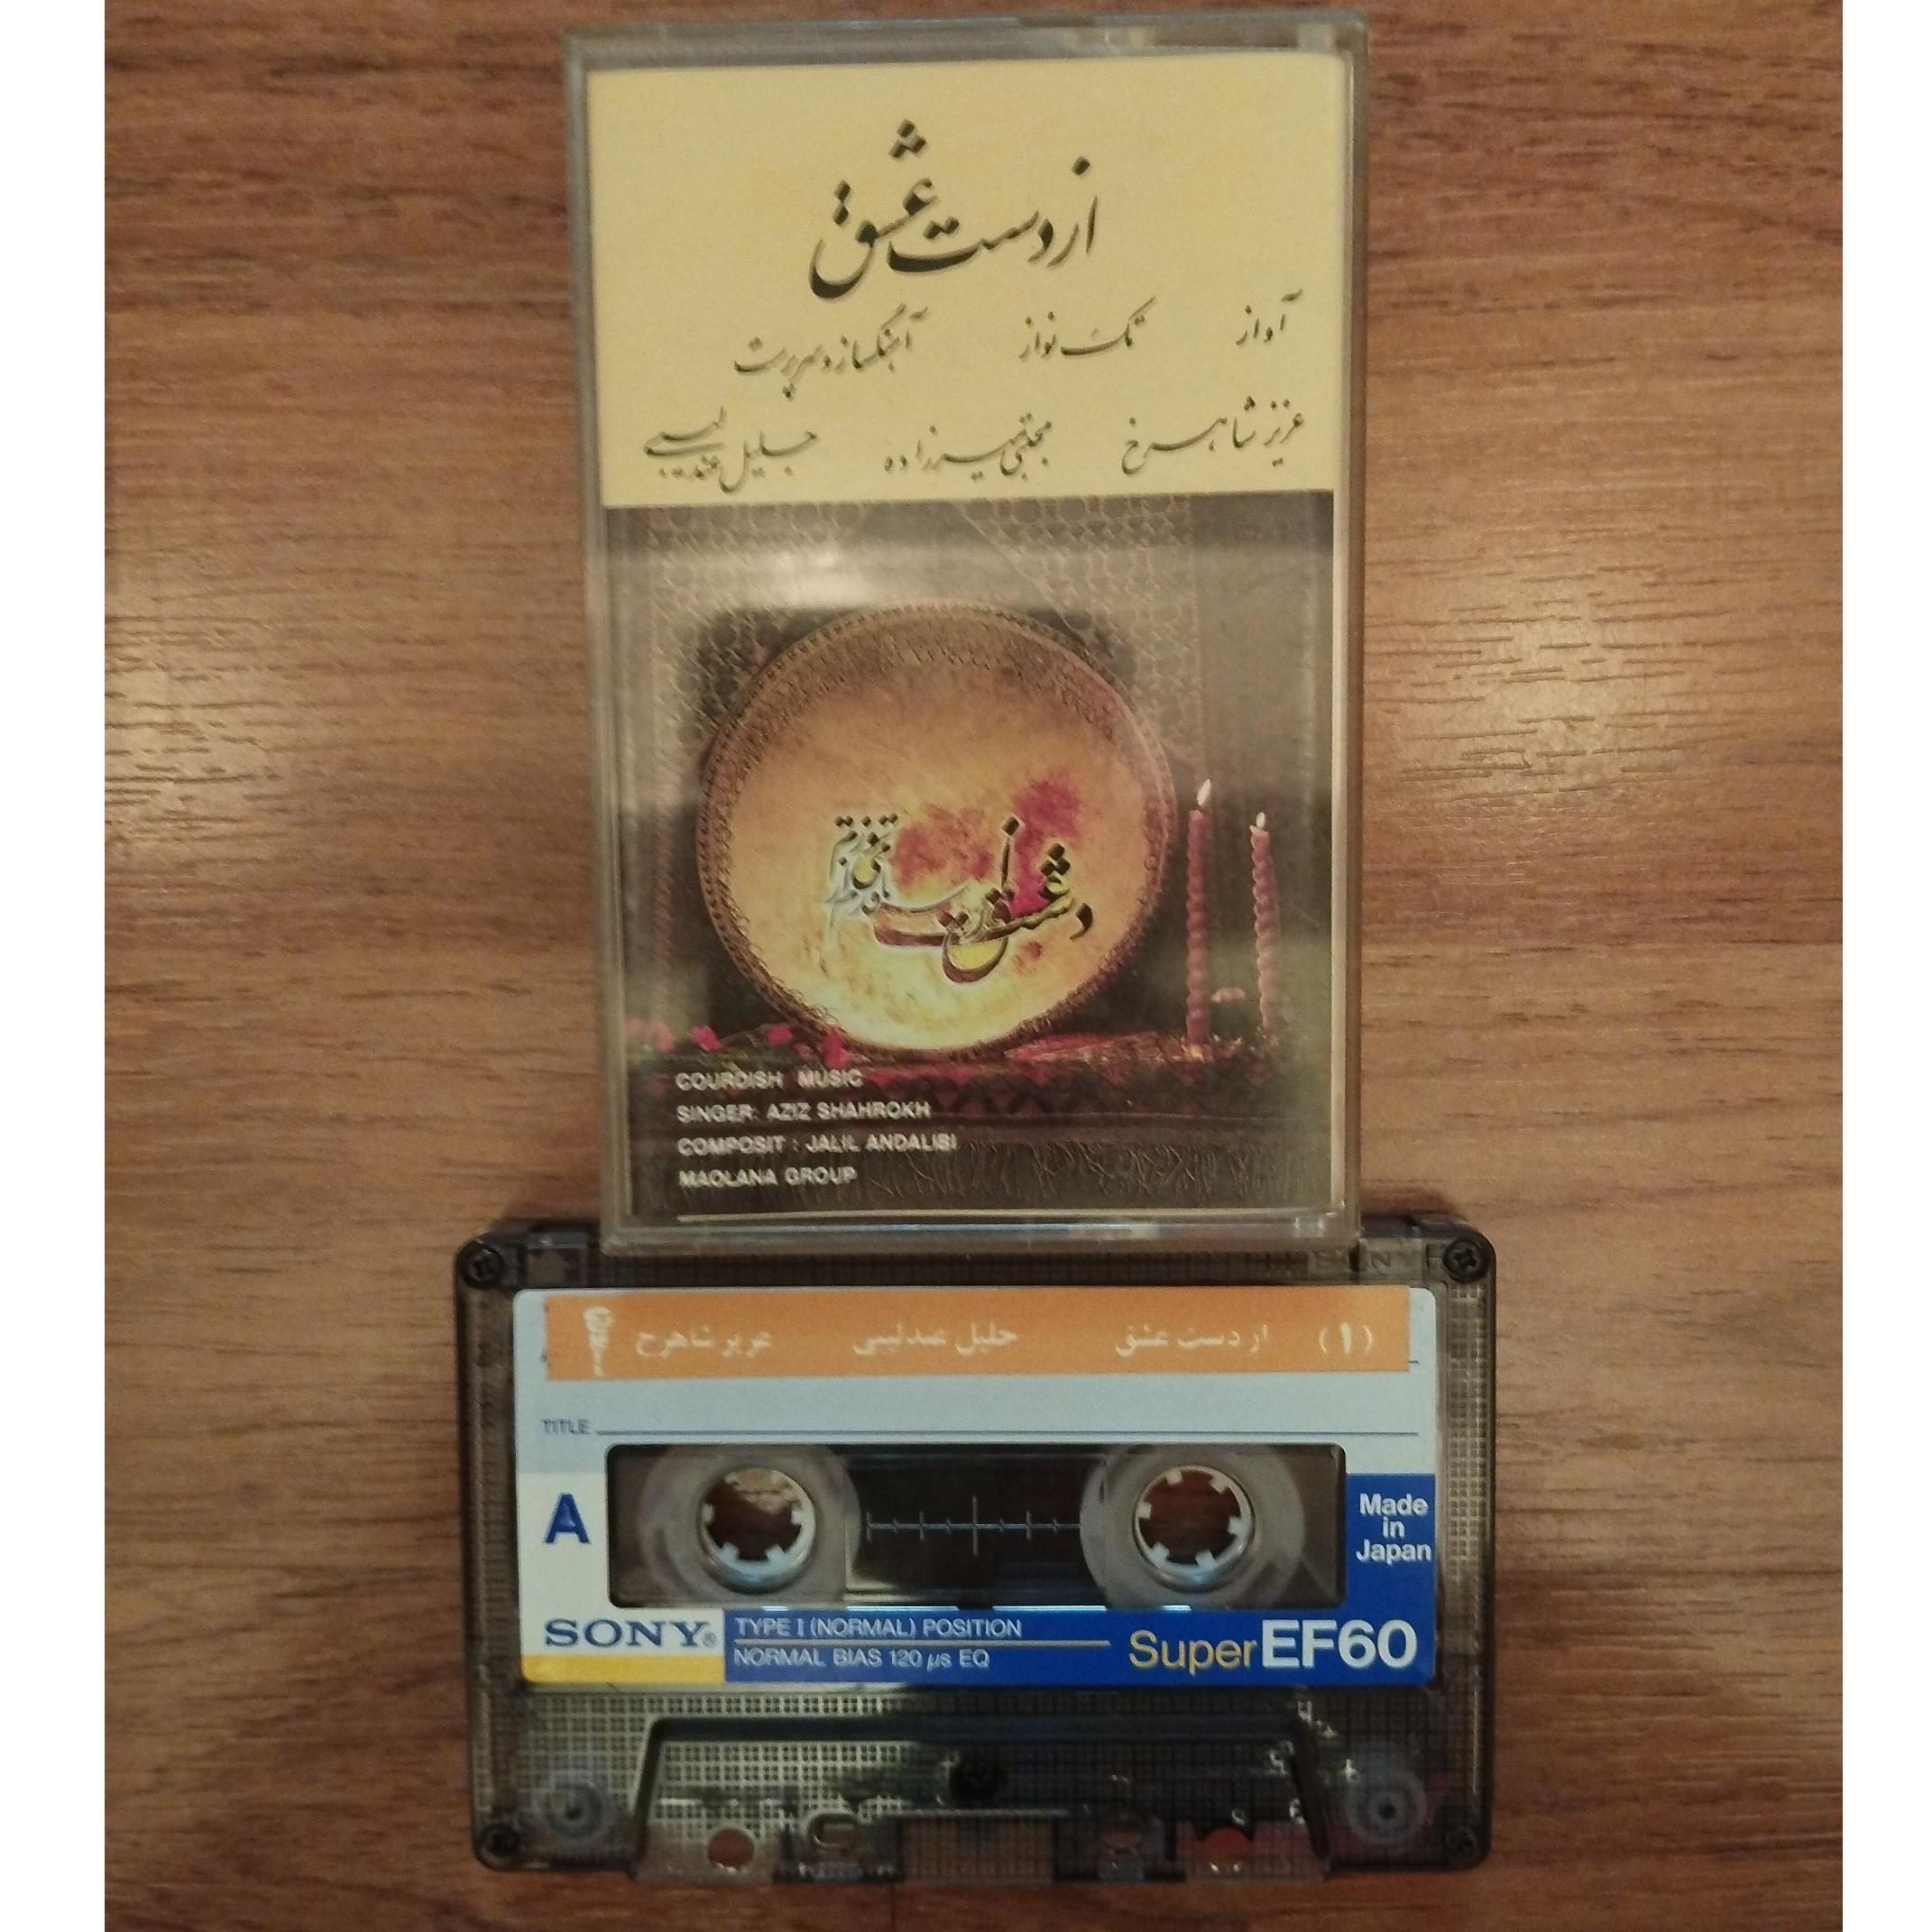 از دست عشق
آواز تک نواز آهنگساز و سرپرست
عزیز شاهرخ مجتبی میرزاده جلیل عندلیبی
COURDISH MUSIC
SINGER: AZIZ SHAHROKH
COMPOSIT : JALIL ANDALIBI
MAOLANA GROUP
SONY
(۱) از دست عشق جلیل عندلیبی عزیز شاهرخ
TITLE
A
Made
in
Japan
SONY®
TYPE I (NORMAL) POSITION
NORMAL BIAS 120 µs EQ
Super EF60